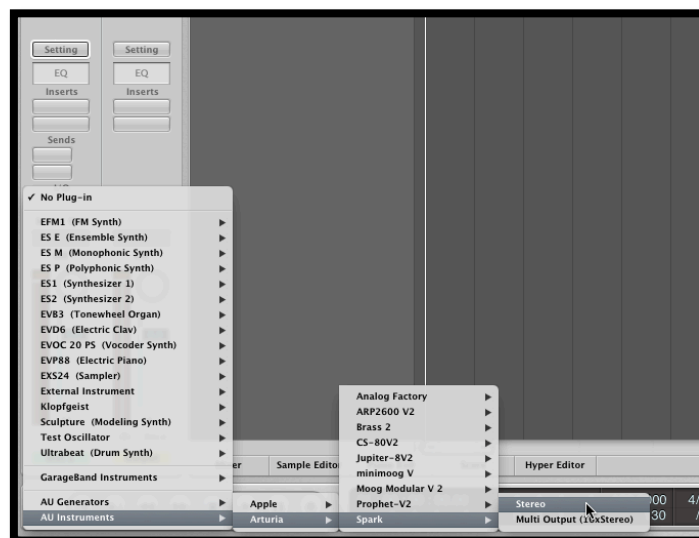 Setting
Setting
EQ
EQ
Inserts
Inserts
Sends
✓ No Plug-in
EFM1 (FM Synth)
ES E (Ensemble Synth)
ES M (Monophonic Synth)
ES P (Polyphonic Synth)
ES1 (Synthesizer 1)
ES2 (Synthesizer 2)
EVB3 (Tonewheel Organ)
EVD6 (Electric Clav)
EVOC 20 PS (Vocoder Synth)
EVP88 (Electric Piano)
EXS24 (Sampler)
External Instrument
Klopfgeist
Sculpture (Modeling Synth)
Test Oscillator
Ultrabeat (Drum Synth)
GarageBand Instruments
AU Generators
AU Instruments
Apple
Arturia
Analog Factory
ARP2600 V2
Brass 2
CS-80V2
Jupiter-8V2
minimoog V
Moog Modular V 2
Prophet-V2
Spark
Stereo
Multi Output (16xStereo)
Sample Edito
Hyper Editor
000 4/
30 /